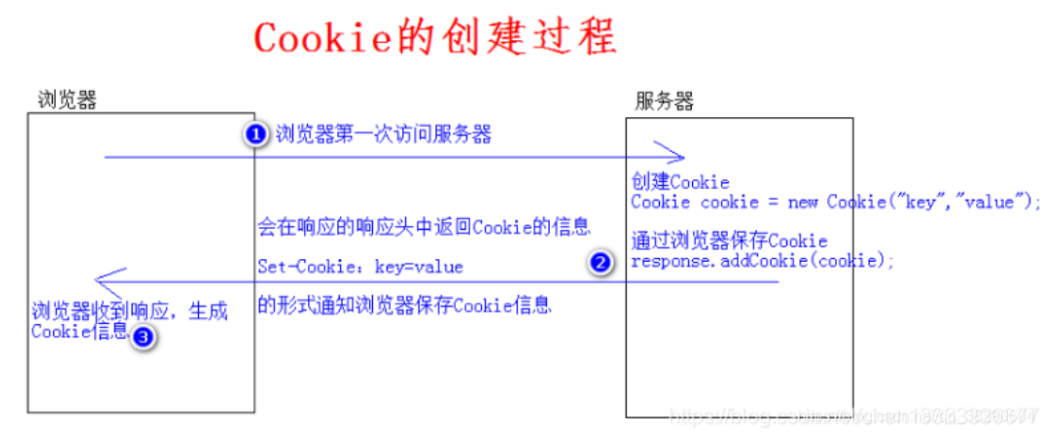 Cookie的创建过程
浏览器
服务器
1 浏览器第一次访问服务器
创建Cookie
Cookie cookie = new Cookie("key","value");
通过浏览器保存Cookie
response.addCookie(cookie);
会在响应的响应头中返回Cookie的信息
Set-Cookie: key=value
2
的形式通知浏览器保存Cookie信息
浏览器收到响应，生成
Cookie信息 3